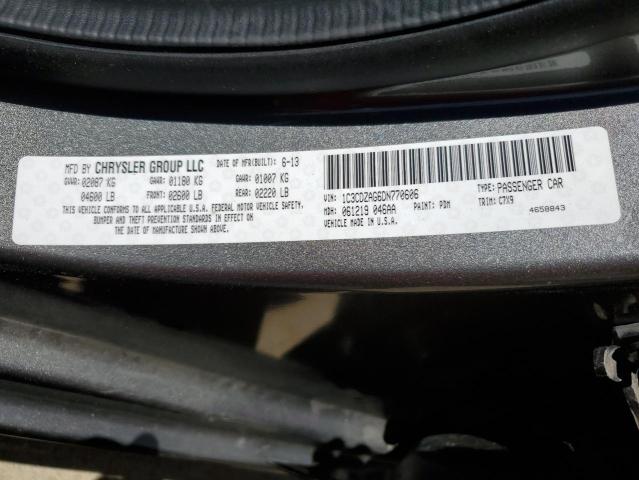 MFD BY CHRYSLER GROUP LLC DATE OF MFR(BUILT): 6-13
GVWR: 02087 KG GAWR: 01180 KG GAWR: 01007 KG
04600 LB FRONT: 02600 LB REAR: 02220 LB
THIS VEHICLE CONFORMS TO ALL APPLICABLE U.S.A. FEDERAL MOTOR VEHICLE SAFETY,
BUMPER AND THEFT PREVENTION STANDARDS IN EFFECT ON
THE DATE OF MANUFACTURE SHOWN ABOVE.
VIN: 1C3CDZAG6DN770606 TYPE: PASSENGER CAR
MDH: 061219 046AA PAINT: PDM TRIM: C7X9
VEHICLE MADE IN U.S.A. 4658843